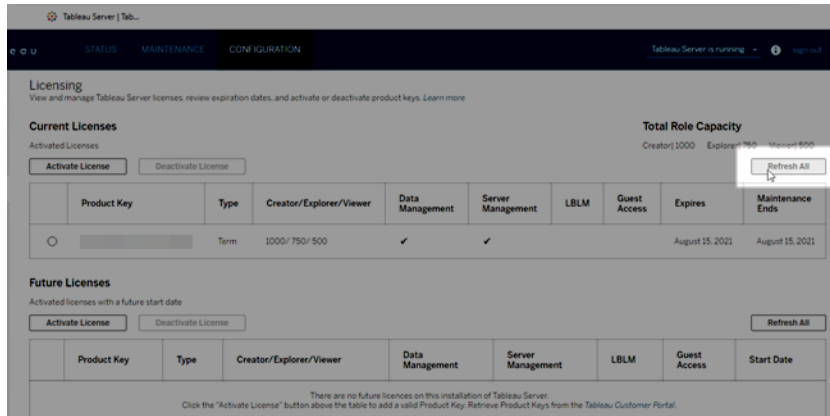 Tableau Server | Tab...
e a u STATUS MAINTENANCE CONFIGURATION Tableau Server is running sign out
Licensing
View and manage Tableau Server licenses, review expiration dates, and activate or deactivate product keys. Learn more
Current Licenses Total Role Capacity
Activated Licenses Creator| 1000 Explorer| 750 Viewer| 500
Activate License Deactivate License Refresh All
Product Key Type Creator/Explorer/Viewer Data Management Server Management LBLM Guest Access Expires Maintenance Ends
Term 1000/ 750/ 500 ✔ ✔ August 15, 2021 August 15, 2021
Future Licenses
Activated licenses with a future start date
Activate License Deactivate License Refresh All
Product Key Type Creator/Explorer/Viewer Data Management Server Management LBLM Guest Access Start Date
There are no future licences on this installation of Tableau Server.
Click the "Activate License" button above the table to add a valid Product Key. Retrieve Product Keys from the Tableau Customer Portal.